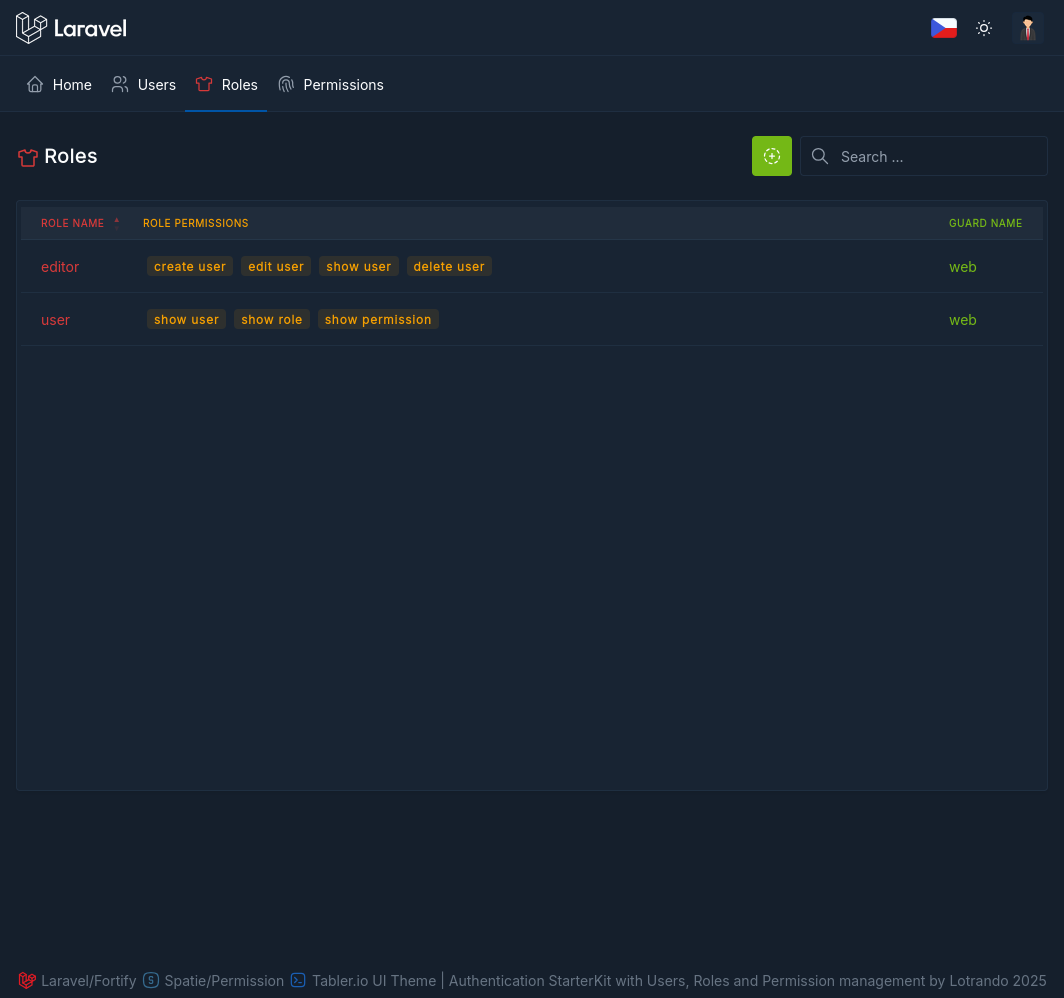 Laravel
Home Users Roles Permissions
Roles
Search ...
ROLE NAME ROLE PERMISSIONS GUARD NAME
editor create user edit user show user delete user web
user show user show role show permission web
Laravel/Fortify S Spatie/Permission Tabler.io UI Theme | Authentication StarterKit with Users, Roles and Permission management by Lotrando 2025